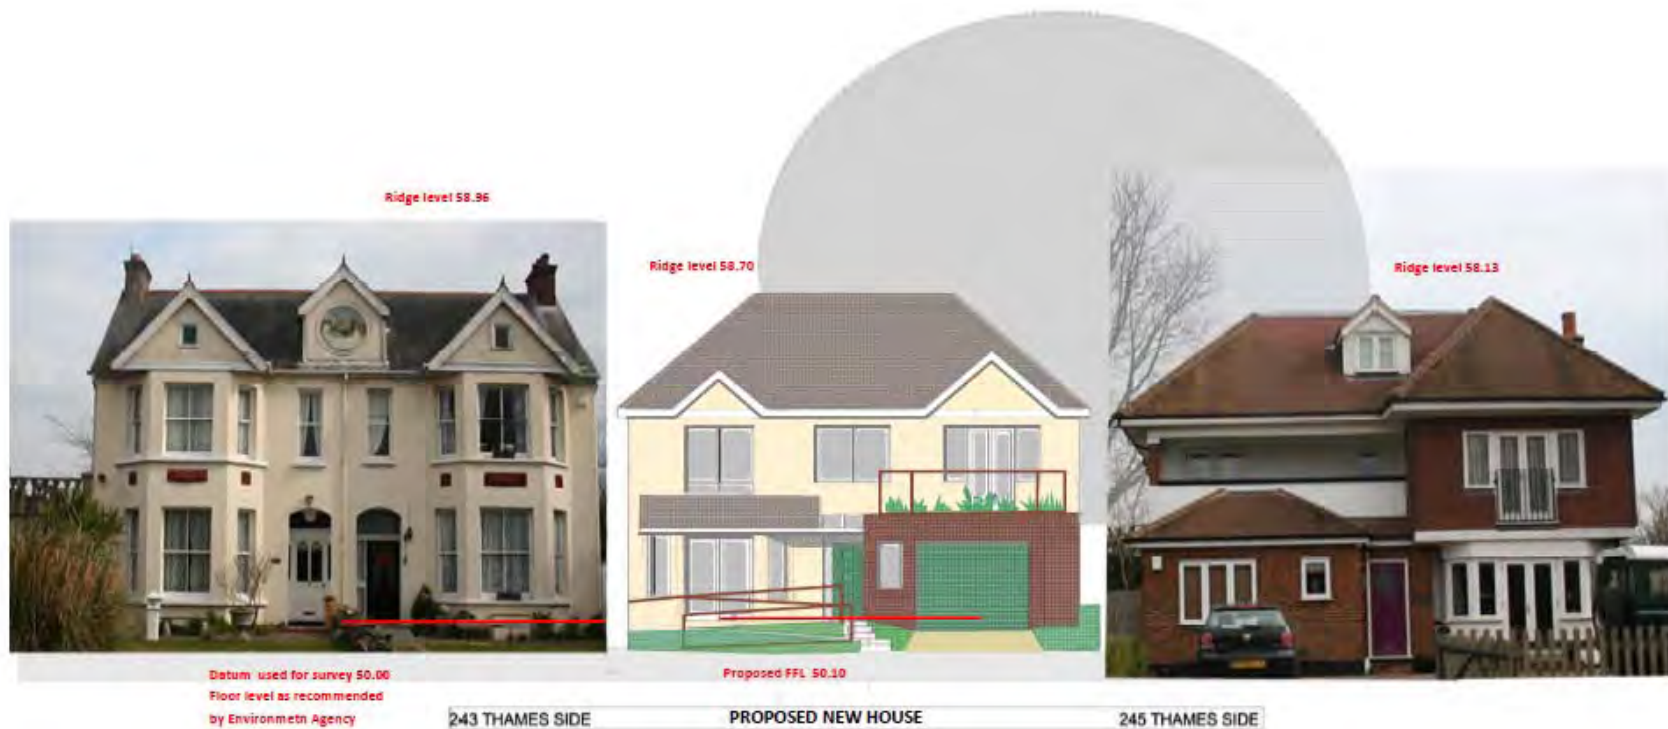 Ridge level 58.96
Ridge level 58.70
Ridge level 58.13
Datum used for survey 50.00
Floor level as recommended
by Environmetn Agency
Proposed FFL 50.10
243 THAMES SIDE
PROPOSED NEW HOUSE
245 THAMES SIDE